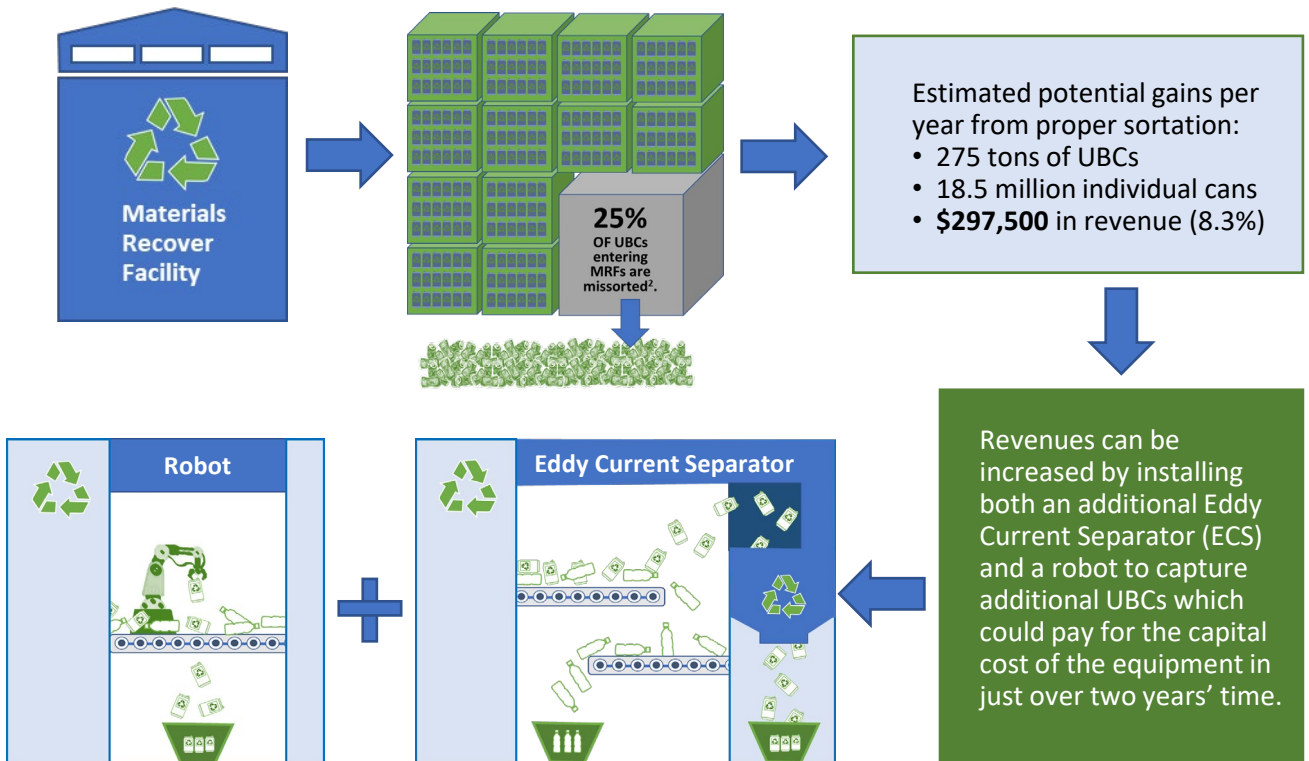 Materials
Recover
Facility
25%
OF UBCs
entering
MRFs are
missorted².
Estimated potential gains per
year from proper sortation:
• 275 tons of UBCs
• 18.5 million individual cans
• $297,500 in revenue (8.3%)
Revenues can be
increased by installing
both an additional Eddy
Current Separator (ECS)
and a robot to capture
additional UBCs which
could pay for the capital
cost of the equipment in
just over two years’ time.
Eddy Current Separator
Robot